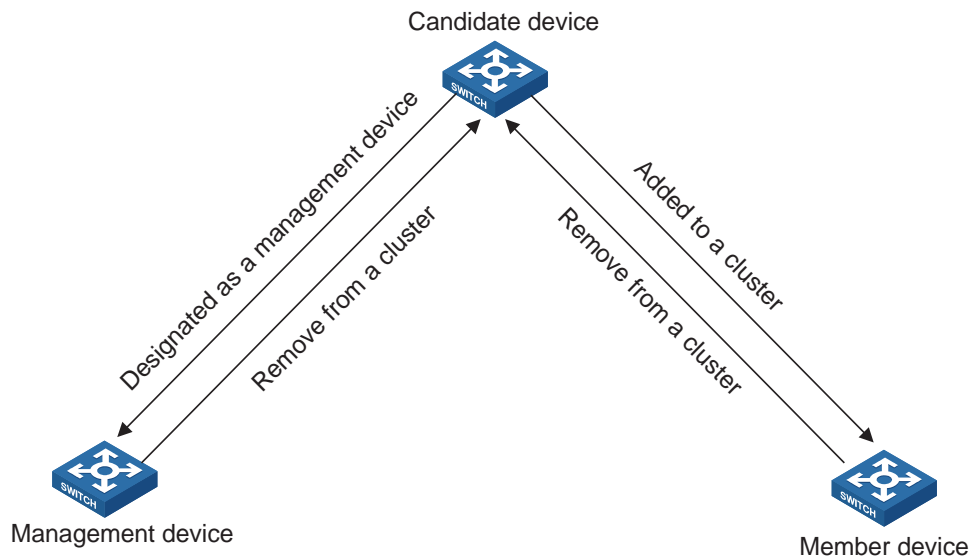 Candidate device
SWITCH
Designated as a management device
Remove from a cluster
Remove from a cluster
Added to a cluster
SWITCH
Management device
SWITCH
Member device